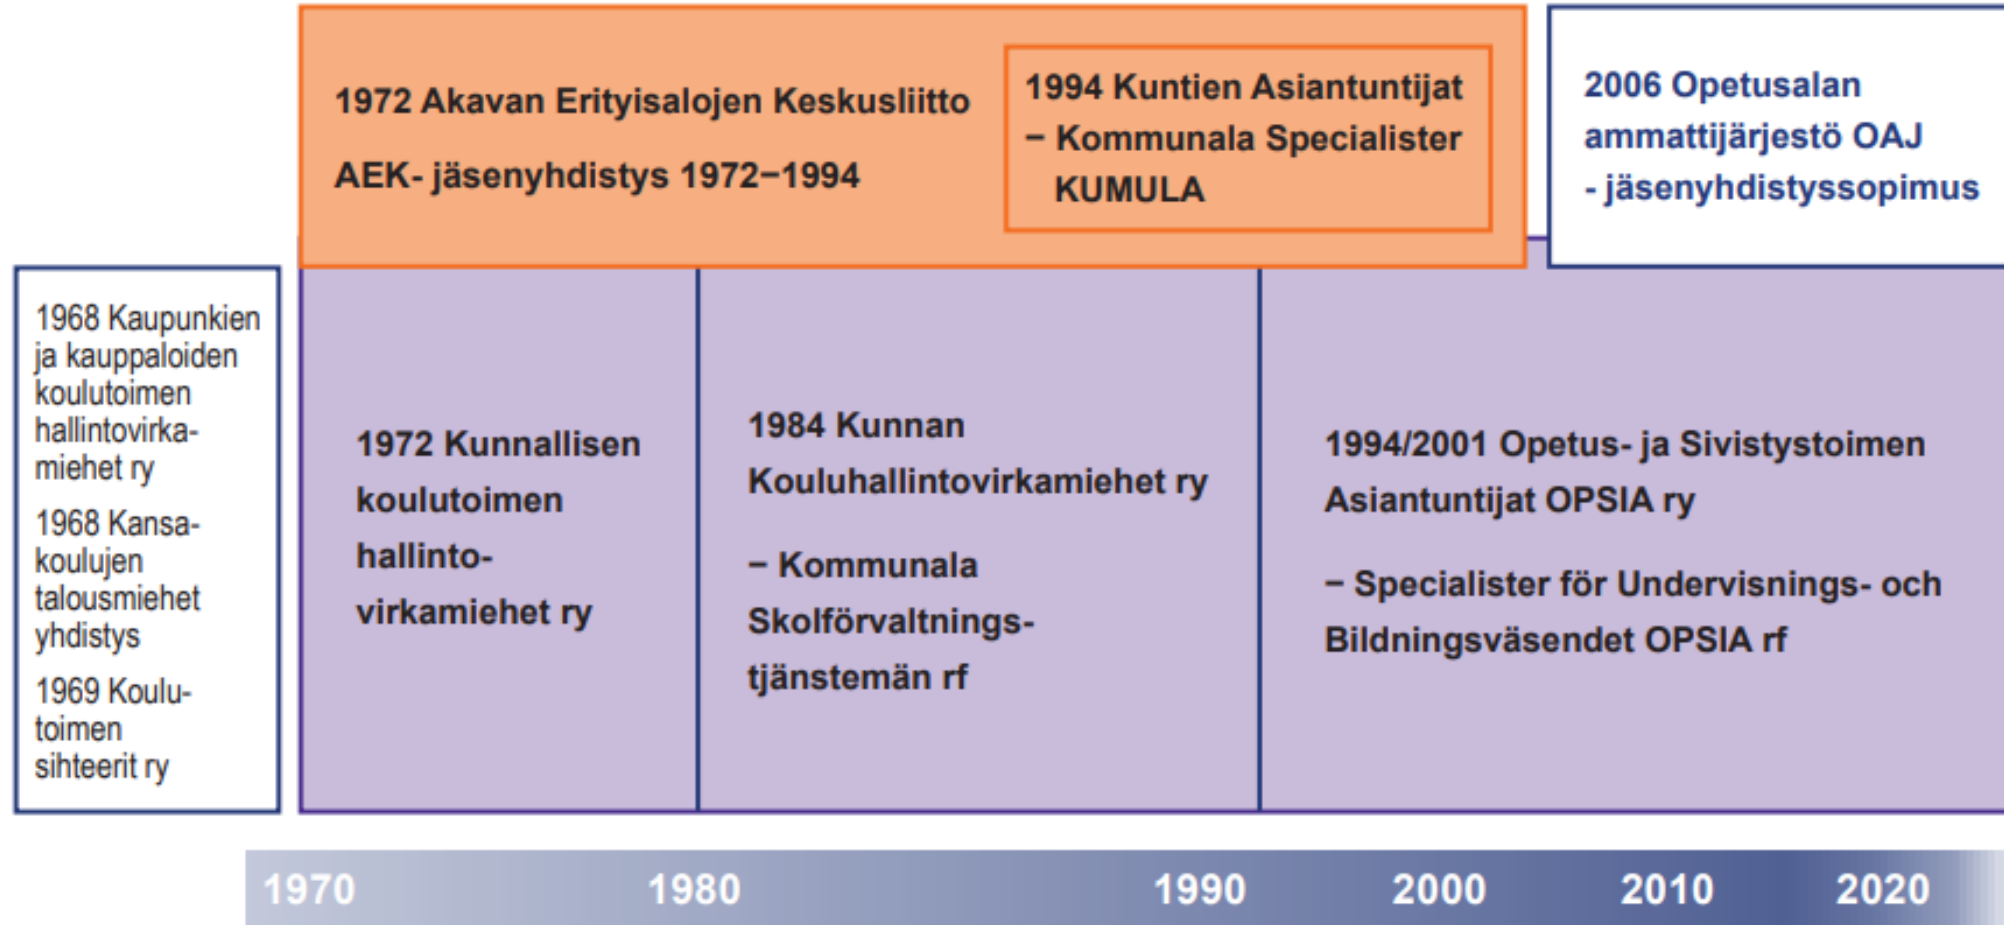 1972 Akavan Erityisalojen Keskusliitto
AEK- jäsenyhdistys 1972–1994
1994 Kuntien Asiantuntijat
– Kommunala Specialister
KUMULA
2006 Opetusalan
ammattijärjestö OAJ
- jäsenyhdistyssopimus
1968 Kaupunkien
ja kauppaloiden
koulutoimen
hallintovirka-
miehet ry
1968 Kansa-
koulujen
talousmiehet
yhdistys
1969 Koulu-
toimen
sihteerit ry
1972 Kunnallisen
koulutoimen
hallinto-
virkamiehet ry
1984 Kunnan
Kouluhallintovirkamiehet ry
– Kommunala
Skolförvaltnings-
tjänstemän rf
1994/2001 Opetus- ja Sivistystoimen
Asiantuntijat OPSIA ry
– Specialister för Undervisnings- och
Bildningsväsendet OPSIA rf
1970 1980 1990 2000 2010 2020